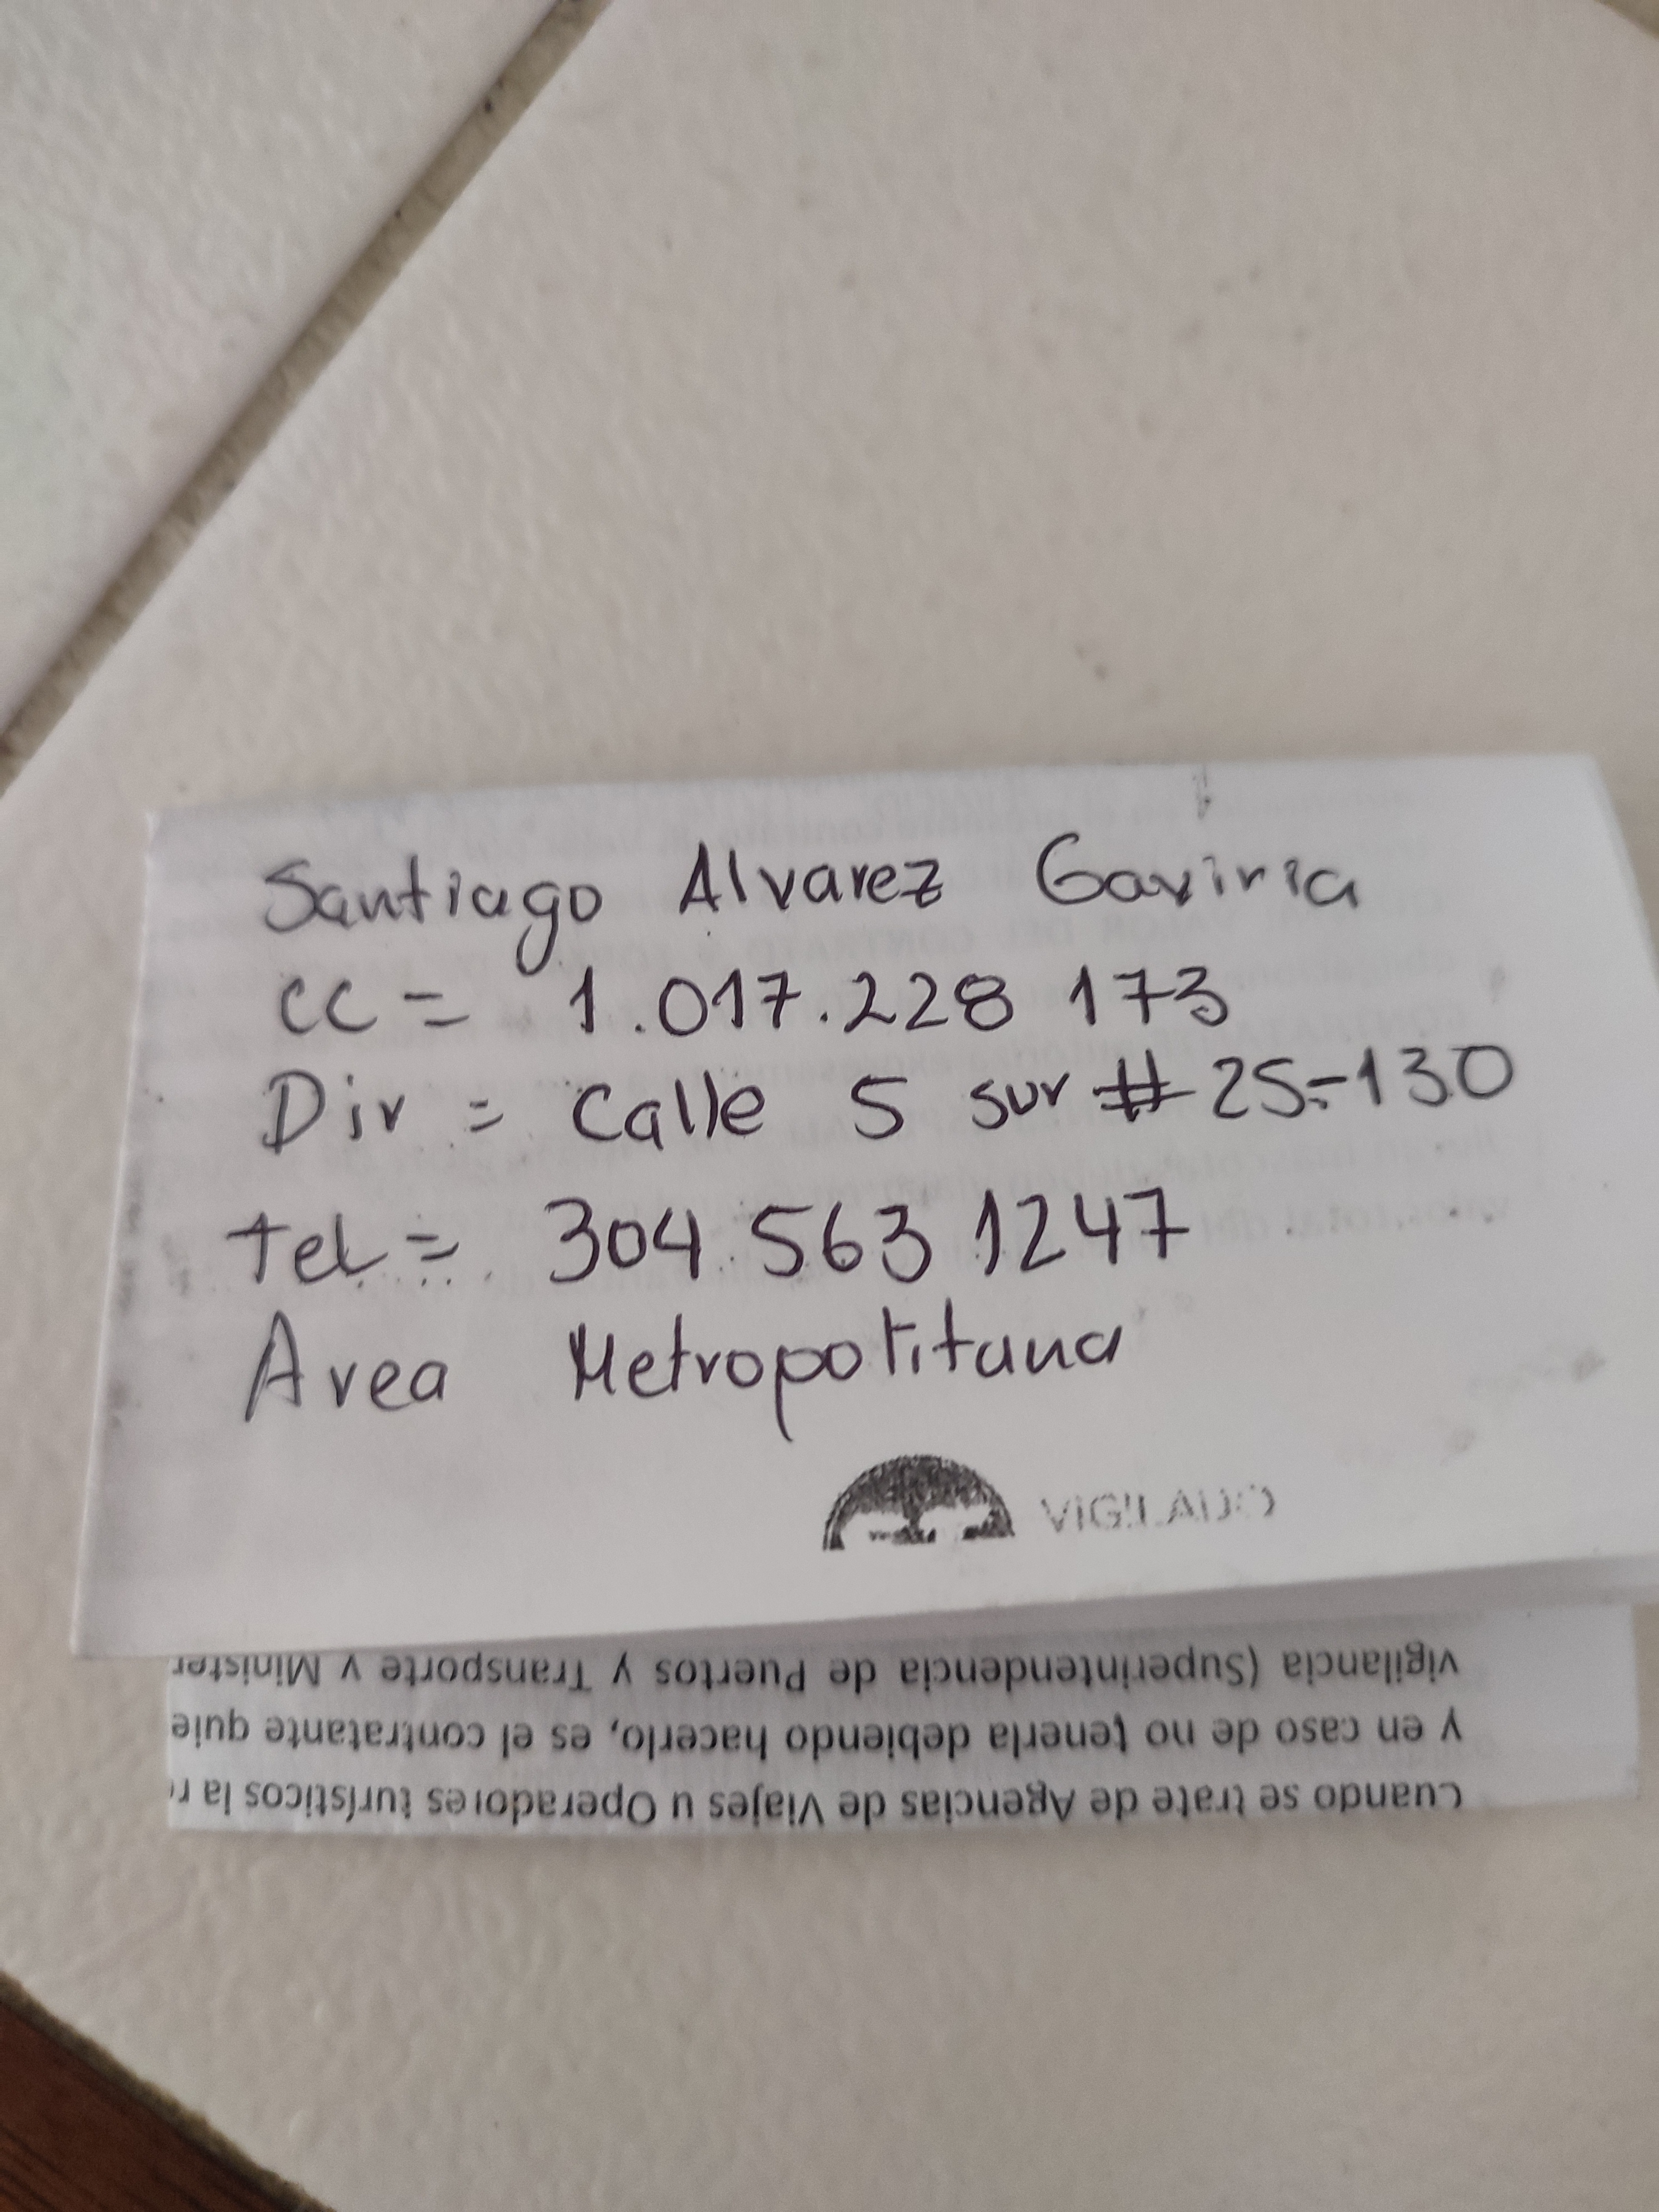 Santiago Alvarez Gaviria
CC = 1.017.228 173
Dir = Calle 5 sur # 25-130
tel = 304 563 1247
Area Metropolitana
VIGILADO
vigilancia (Superintendencia de Puertos y Transporte y Minister
y en caso de no tenerla debiendo hacerlo, es el contratante quie
Cuando se trate de Agencias de Viajes u Operadores turísticos la